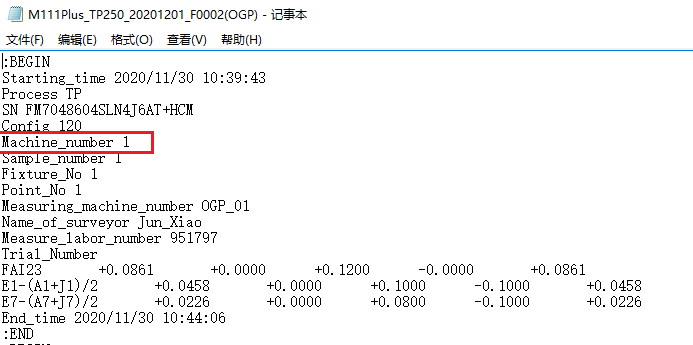 M111Plus_TP250_20201201_F0002(OGP) - 记事本
文件(F) 编辑(E) 格式(O) 查看(V) 帮助(H)
:BEGIN
Starting_time 2020/11/30 10:39:43
Process TP
SN FM7048604SLN4J6AT+HCM
Config 120
Machine_number 1
Sample_number 1
Fixture_No 1
Point_No 1
Measuring_machine_number OGP_01
Name_of_surveyor Jun_Xiao
Measure_labor_number 951797
Trial_Number
FAI23 +0.0861 +0.0000 +0.1200 -0.0000 +0.0861
E1-(A1+J1)/2 +0.0458 +0.0000 +0.1000 -0.1000 +0.0458
E7-(A7+J7)/2 +0.0226 +0.0000 +0.0800 -0.1000 +0.0226
End_time 2020/11/30 10:44:06
:END